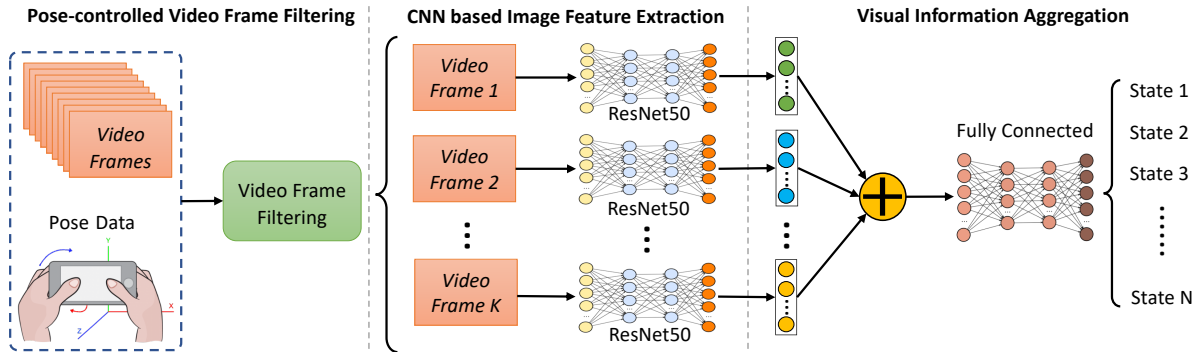 Pose-controlled Video Frame Filtering
CNN based Image Feature Extraction
Visual Information Aggregation
Video
Frames
Pose Data
Y
X
Z
Video Frame
Filtering
Video
Frame 1
ResNet50
Video
Frame 2
ResNet50
Video
Frame K
ResNet50
Fully Connected
State 1
State 2
State 3
State N